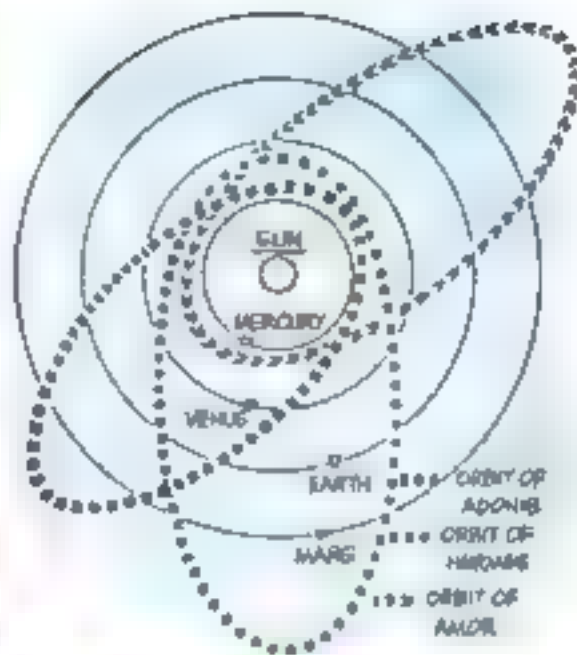 SUN
MERCURY
VENUS
EARTH
MARS
ORBIT OF
ADONIS
ORBIT OF
ORBIT OF
AMOR